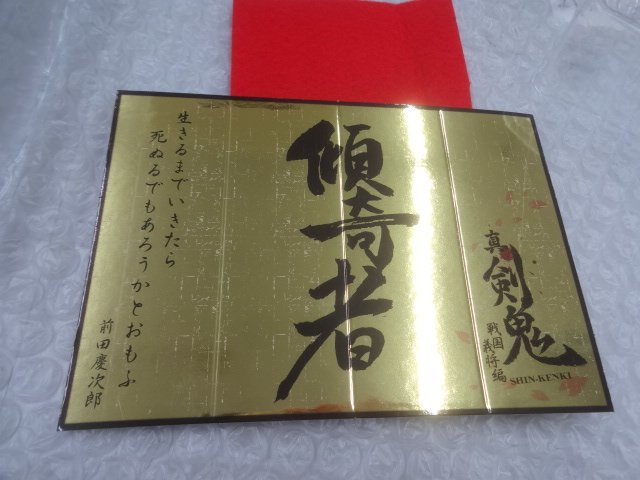 真・剣鬼
戦国義将編
SHIN-KENKI
傾奇者
生きるまでいきたら
死ぬるでもあろうかとおもふ
前田慶次郎